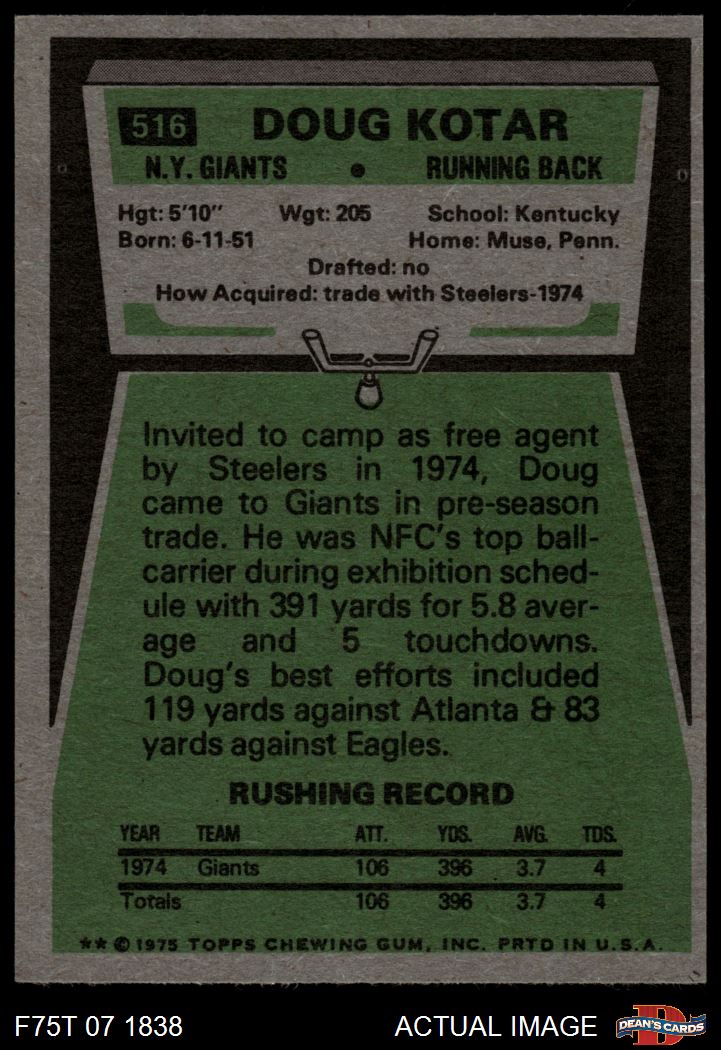 516 DOUG KOTAR
N.Y. GIANTS • RUNNING BACK
Hgt: 5'10" Wgt: 205 School: Kentucky
Born: 6-11-51 Home: Muse, Penn.
Drafted: no
How Acquired: trade with Steelers-1974
Invited to camp as free agent
by Steelers in 1974, Doug
came to Giants in pre-season
trade. He was NFC's top ball-
carrier during exhibition sched-
ule with 391 yards for 5.8 aver-
age and 5 touchdowns.
Doug's best efforts included
119 yards against Atlanta & 83
yards against Eagles.
RUSHING RECORD
YEAR TEAM ATT. YDS. AVG. TDS.
1974 Giants 106 396 3.7 4
Totals 106 396 3.7 4
** © 1975 TOPPS CHEWING GUM, INC. PRTD IN U.S.A.
F75T 07 1838 ACTUAL IMAGE DEAN'S CARDS